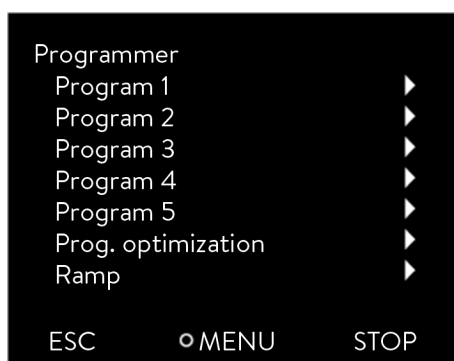 Programmer
Program 1
Program 2
Program 3
Program 4
Program 5
Prog. optimization
Ramp
ESC MENU STOP